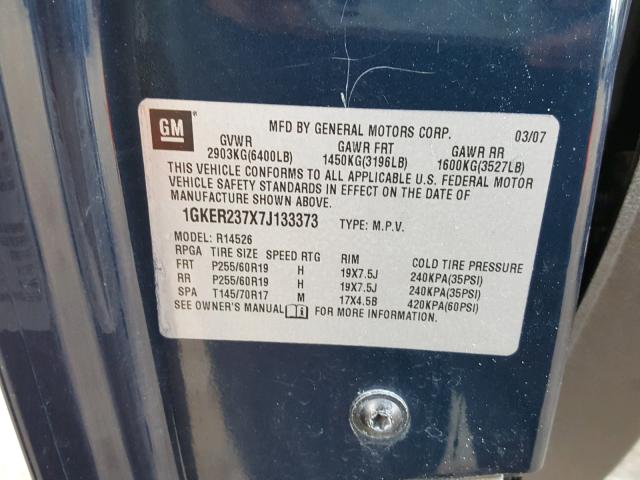 GM
MFD BY GENERAL MOTORS CORP. 03/07
GVWR GAWR FRT GAWR RR
2903KG(6400LB) 1450KG(3196LB) 1600KG(3527LB)
THIS VEHICLE CONFORMS TO ALL APPLICABLE U.S. FEDERAL MOTOR
VEHICLE SAFETY STANDARDS IN EFFECT ON THE DATE OF
MANUFACTURE SHOWN ABOVE.
1GKER237X7J133373 TYPE: M.P.V.
MODEL: R14526
RPGA TIRE SIZE SPEED RTG RIM COLD TIRE PRESSURE
FRT P255/60R19 H 19X7.5J 240KPA(35PSI)
RR P255/60R19 H 19X7.5J 240KPA(35PSI)
SPA T145/70R17 M 17X4.5B 420KPA(60PSI)
SEE OWNER'S MANUAL FOR MORE INFORMATION.